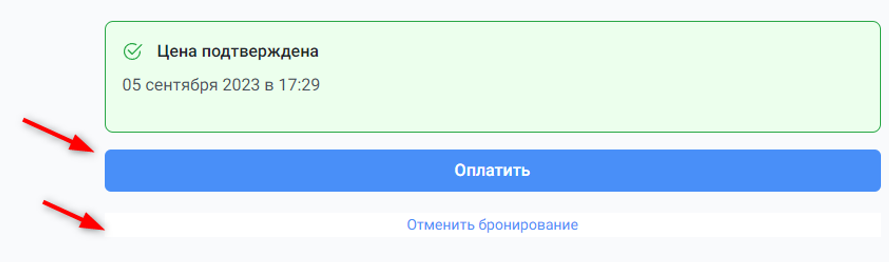 Цена подтверждена
05 сентября 2023 в 17:29
Оплатить
Отменить бронирование